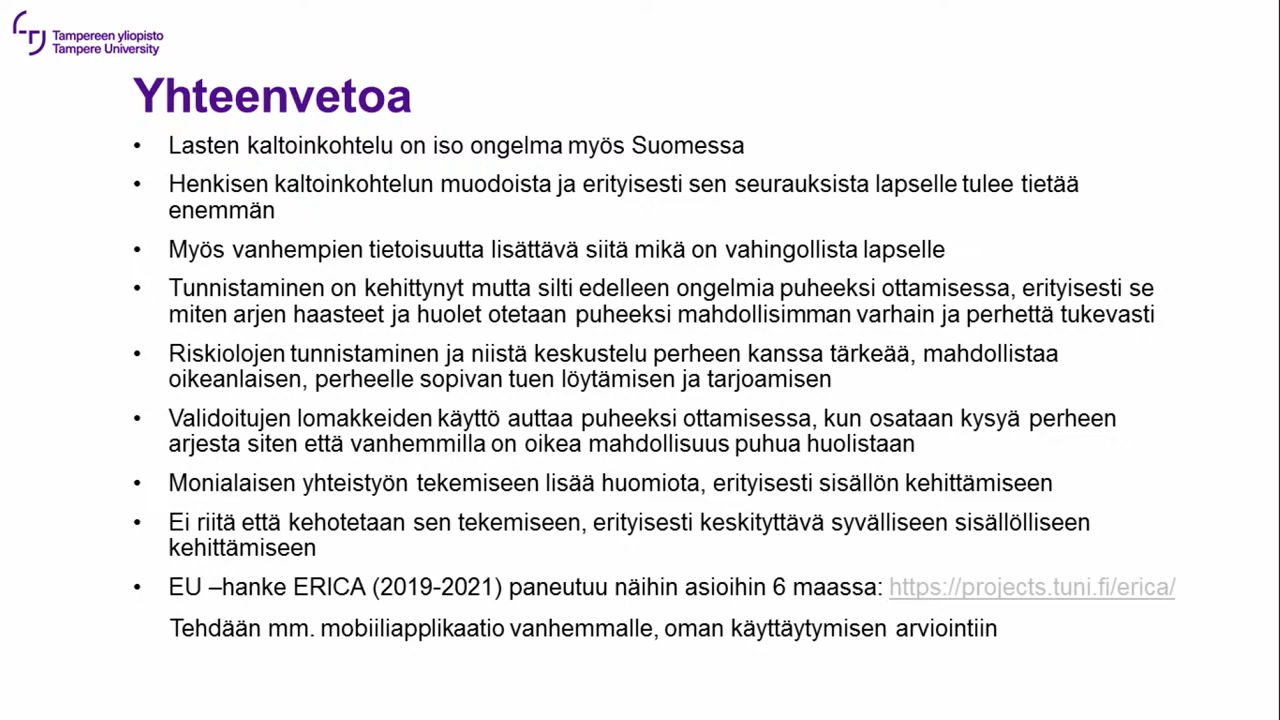 Tampereen yliopisto
Tampere University
Yhteenvetoa
• Lasten kaltoinkohtelu on iso ongelma myös Suomessa
• Henkisen kaltoinkohtelun muodoista ja erityisesti sen seurauksista lapselle tulee tietää
enemmän
• Myös vanhempien tietoisuutta lisättävä siitä mikä on vahingollista lapselle
• Tunnistaminen on kehittynyt mutta silti edelleen ongelmia puheeksi ottamisessa, erityisesti se
miten arjen haasteet ja huolet otetaan puheeksi mahdollisimman varhain ja perhettä tukevasti
• Riskiolojen tunnistaminen ja niistä keskustelu perheen kanssa tärkeää, mahdollistaa
oikeanlaisen, perheelle sopivan tuen löytämisen ja tarjoamisen
• Validoitujen lomakkeiden käyttö auttaa puheeksi ottamisessa, kun osataan kysyä perheen
arjesta siten että vanhemmilla on oikea mahdollisuus puhua huolistaan
• Monialaisen yhteistyön tekemiseen lisää huomiota, erityisesti sisällön kehittämiseen
• Ei riitä että kehotetaan sen tekemiseen, erityisesti keskityttävä syvälliseen sisällölliseen
kehittämiseen
• EU –hanke ERICA (2019-2021) paneutuu näihin asioihin 6 maassa: https://projects.tuni.fi/erica/
Tehdään mm. mobiiliapplikaatio vanhemmalle, oman käyttäytymisen arviointiin